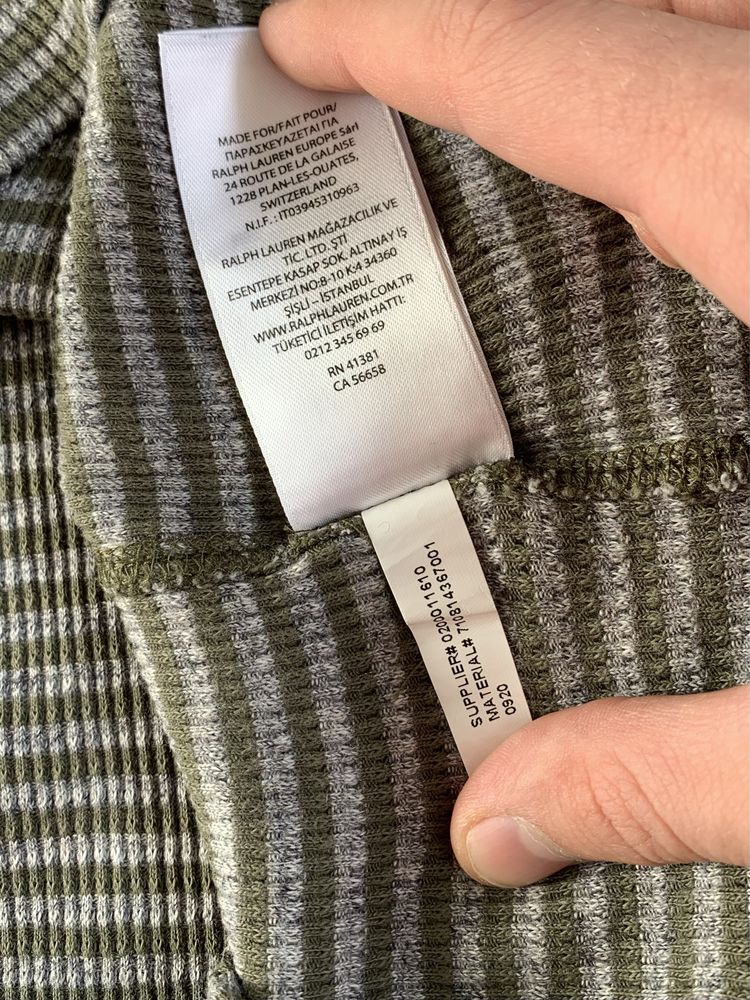 MADE FOR/FAIT POUR/
ΠΑΡΑΣΚΕΥΑΖΕΤΑΙ ΓΙΑ
RALPH LAUREN EUROPE Sárl
24 ROUTE DE LA GALAISE
1228 PLAN-LES-OUATES,
SWITZERLAND
N.I.F. : IT03945310963
RALPH LAUREN MAĞAZACILIK VE
TİC. LTD. ŞTİ
ESENTEPE KASAP SOK. ALTINAY İŞ
MERKEZİ NO:8-10 K:4 34360
ŞİŞLİ – İSTANBUL
WWW.RALPHLAUREN.COM.TR
TÜKETİCİ İLETİŞİM HATTI:
0212 345 69 69
RN 41381
CA 56658
SUPPLIER# 0200011610
MATERIAL# 710814367001
0920